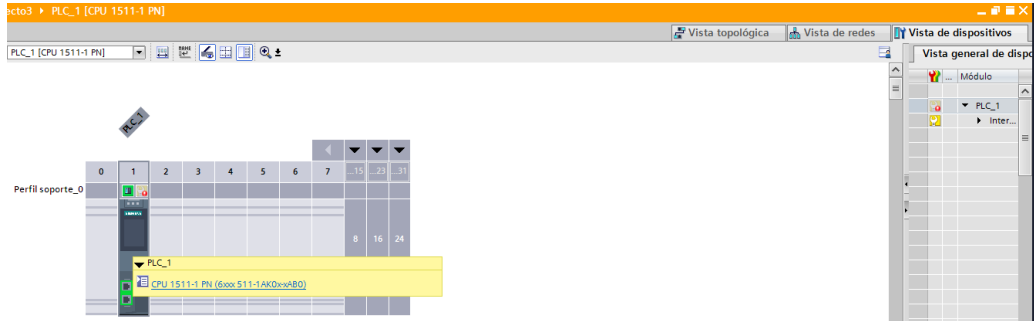 ecto3 ▸ PLC_1 [CPU 1511-1 PN]
Vista topológica
Vista de redes
Vista de dispositivos
PLC_1 [CPU 1511-1 PN]
Vista general de dispo
... Módulo
PLC_1
Inter...
PLC_1
0 1 2 3 4 5 6 7 ...15 ...23 ...31
Perfil soporte_0
SIEMENS
8 16 24
PLC_1
CPU 1511-1 PN (6xxx 511-1AK0x-xAB0)